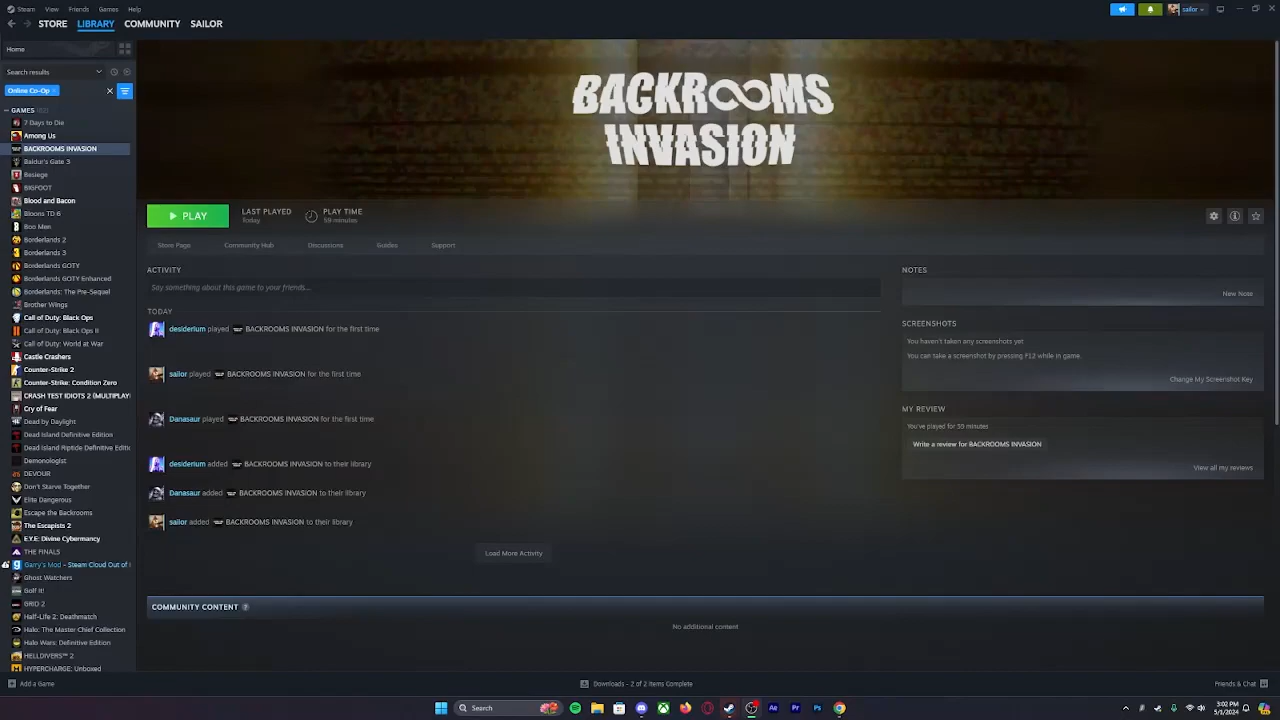 Steam View Friends Games Help
sailor
STORE LIBRARY COMMUNITY SAILOR
Home
Search results
Online Co-Op
GAMES
7 Days to Die
Among Us
BACKROOMS INVASION
Baldur's Gate 3
Besiege
BIGFOOT
Blood and Bacon
Bloons TD 6
Boo Men
Borderlands 2
Borderlands 3
Borderlands GOTY
Borderlands GOTY Enhanced
Borderlands: The Pre-Sequel
Brother Wings
Call of Duty: Black Ops
Call of Duty: Black Ops II
Call of Duty: World at War
Castle Crashers
Counter-Strike 2
Counter-Strike: Condition Zero
CRASH TEST IDIOTS 2 (MULTIPLAY
Cry of Fear
Dead by Daylight
Dead Island Definitive Edition
Dead Island Riptide Definitive Editi
Demonologist
DEVOUR
Don't Starve Together
Elite Dangerous
Escape the Backrooms
The Escapists 2
E.Y.E: Divine Cybermancy
THE FINALS
Garry's Mod - Steam Cloud Out of
Ghost Watchers
Golf It!
GRID 2
Half-Life 2: Deathmatch
Halo: The Master Chief Collection
Halo Wars: Definitive Edition
HELLDIVERS™ 2
HYPERCHARGE: Unboxed
Add a Game
BACKROOMS
INVASION
PLAY
LAST PLAYED
Today
PLAY TIME
59 minutes
Store Page Community Hub Discussions Guides Support
ACTIVITY
Say something about this game to your friends...
TODAY
desiderium played BACKROOMS INVASION for the first time
sailor played BACKROOMS INVASION for the first time
Danasaur played BACKROOMS INVASION for the first time
desiderium added BACKROOMS INVASION to their library
Danasaur added BACKROOMS INVASION to their library
sailor added BACKROOMS INVASION to their library
Load More Activity
COMMUNITY CONTENT ?
No additional content
NOTES
New Note
SCREENSHOTS
You haven't taken any screenshots yet
You can take a screenshot by pressing F12 while in game.
Change My Screenshot Key
MY REVIEW
You've played for 59 minutes
Write a review for BACKROOMS INVASION
View all my reviews
Downloads - 2 of 2 Items Complete
Friends & Chat
Search
Ae Pr Ps
3:02 PM
5/1/2024